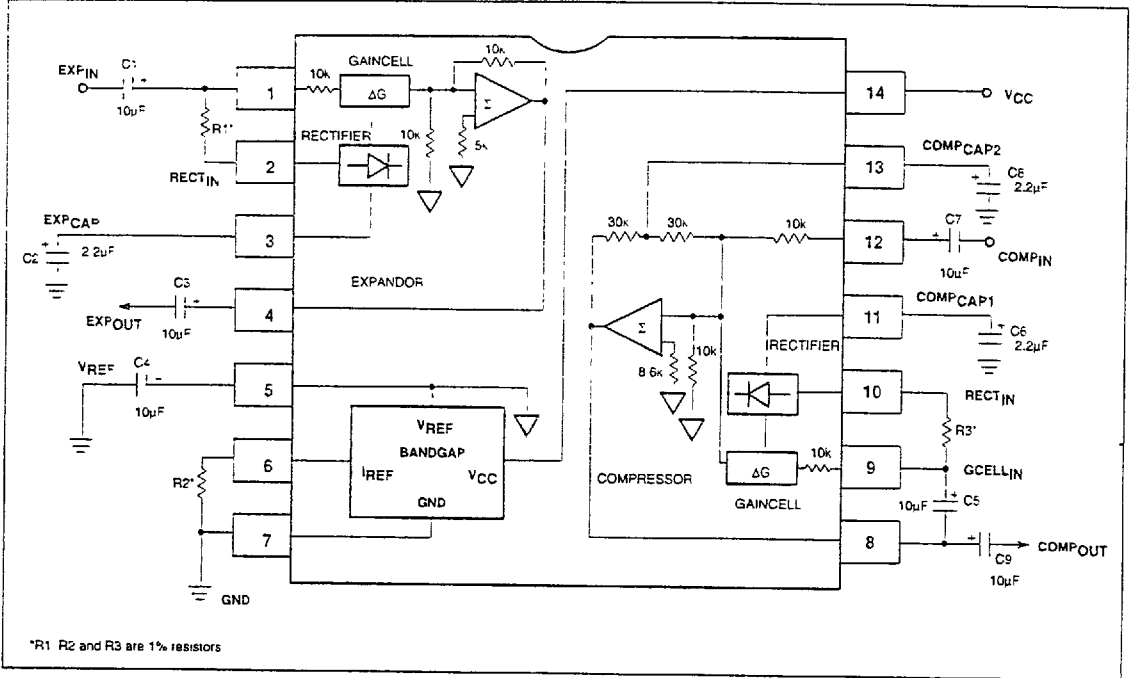 EXPIN
C1
+
10µF
R1*
RECTIN
EXPCAP
+
C2
2 2µF
C3
+
EXPOUT
10µF
VREF
C4
-
10µF
R2*
GND
1
2
3
4
5
6
7
10k
GAINCELL
ΔG
10k
Σ
10k
5k
RECTIFIER
EXPANDOR
VREF
BANDGAP
IREF
VCC
GND
30k
30k
10k
Σ
10k
8 6k
RECTIFIER
ΔG
10k
GAINCELL
COMPRESSOR
14
13
12
11
10
9
8
VCC
COMPCAP2
+
C8
2.2µF
C7
+
10µF
COMPIN
COMPCAP1
+
C6
2.2µF
RECTIN
R3*
GCELLIN
10µF
+
C5
+
C9
10µF
COMPOUT
*R1 R2 and R3 are 1% resistors